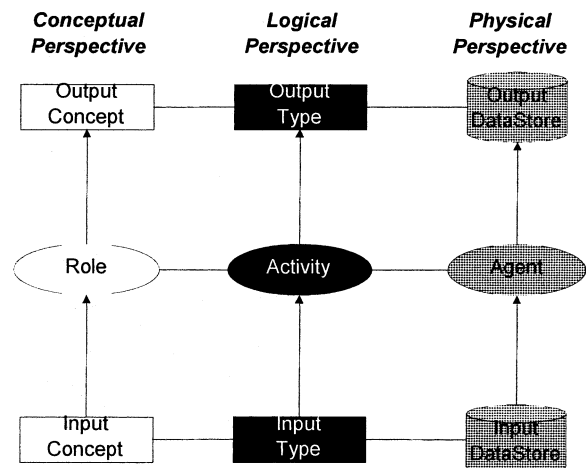 Conceptual Logical Physical
Perspective Perspective Perspective
Output Output Output
Concept Type DataStore
Role Activity Agent
Input Input Input
Concept Type DataStore